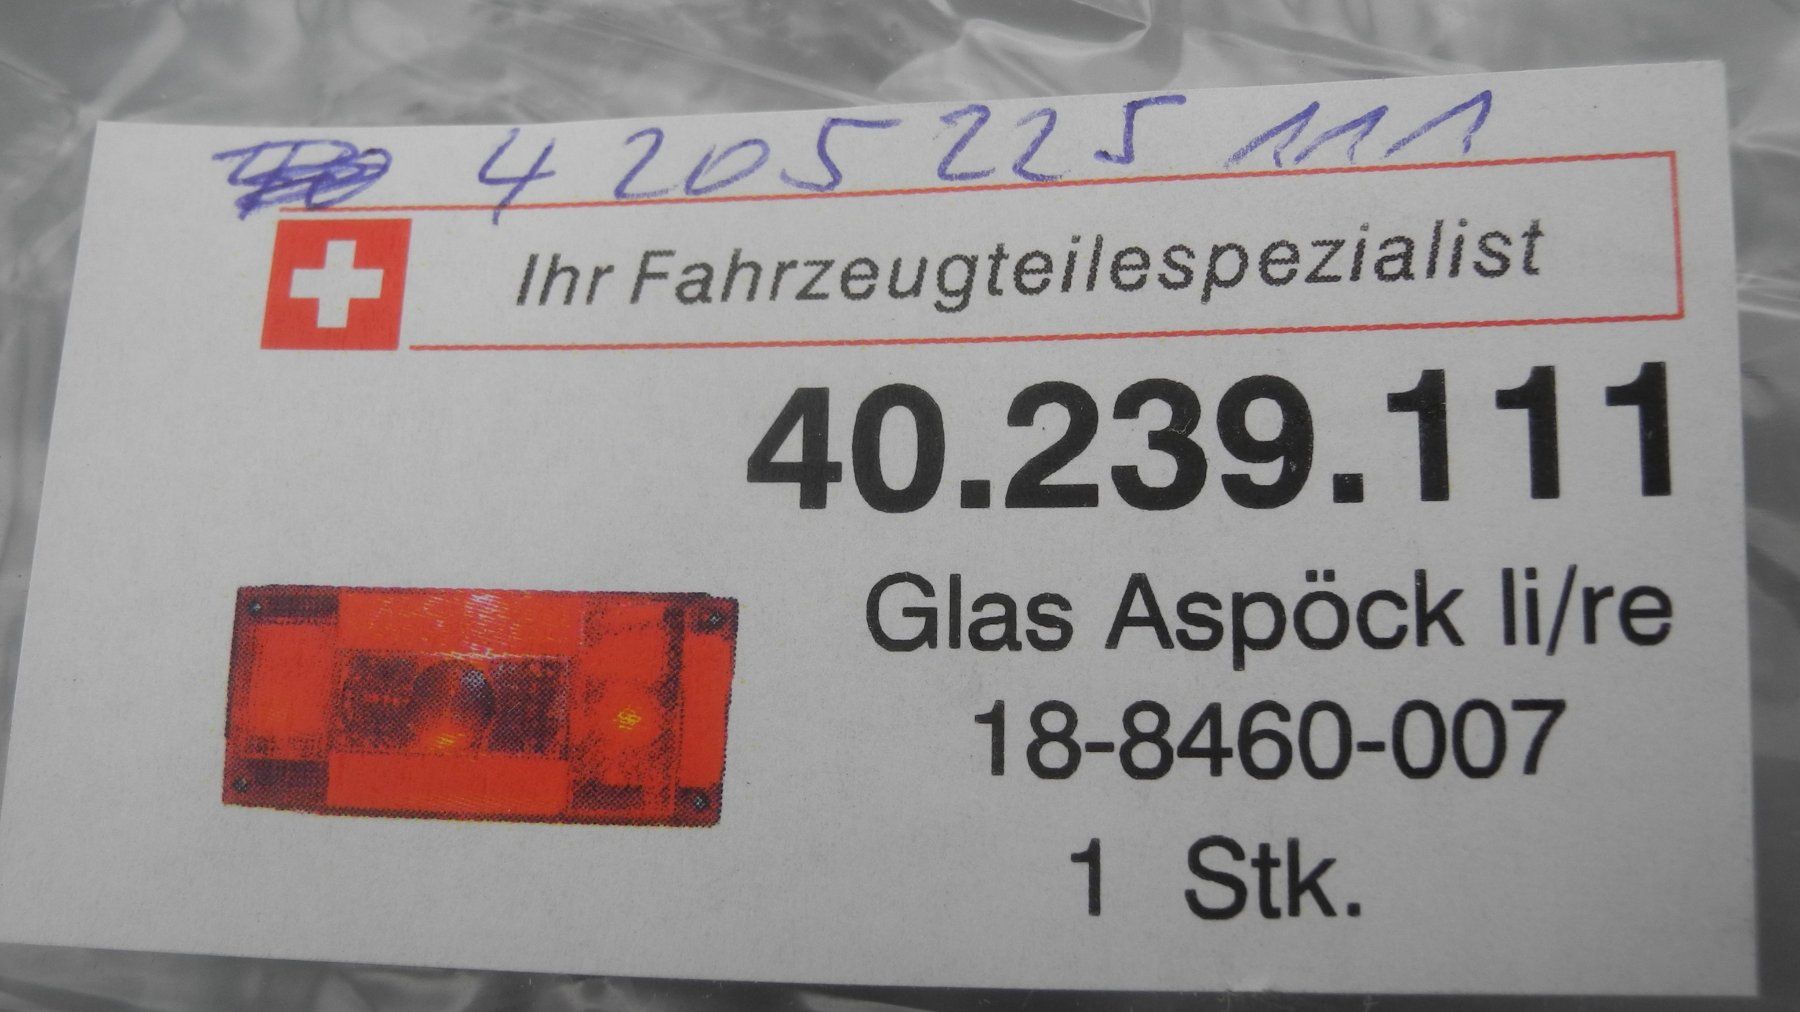 4 205 225 111
Ihr Fahrzeugteilespezialist
40.239.111
Glas Aspöck li/re
18-8460-007
1 Stk.